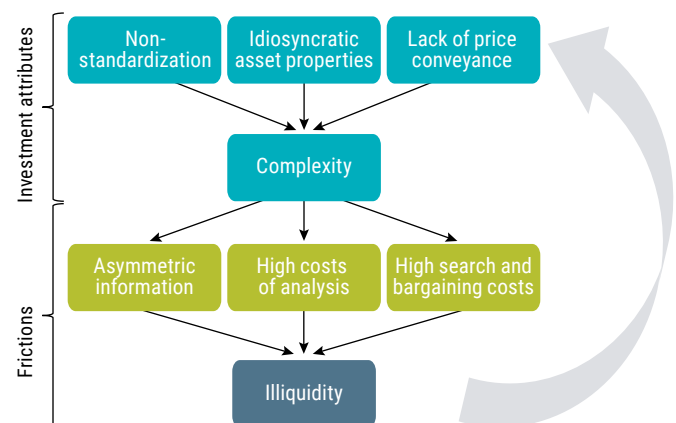 Investment attributes
Non-
standardization
Idiosyncratic
asset properties
Lack of price
conveyance
Complexity
Frictions
Asymmetric
information
High costs
of analysis
High search and
bargaining costs
Illiquidity